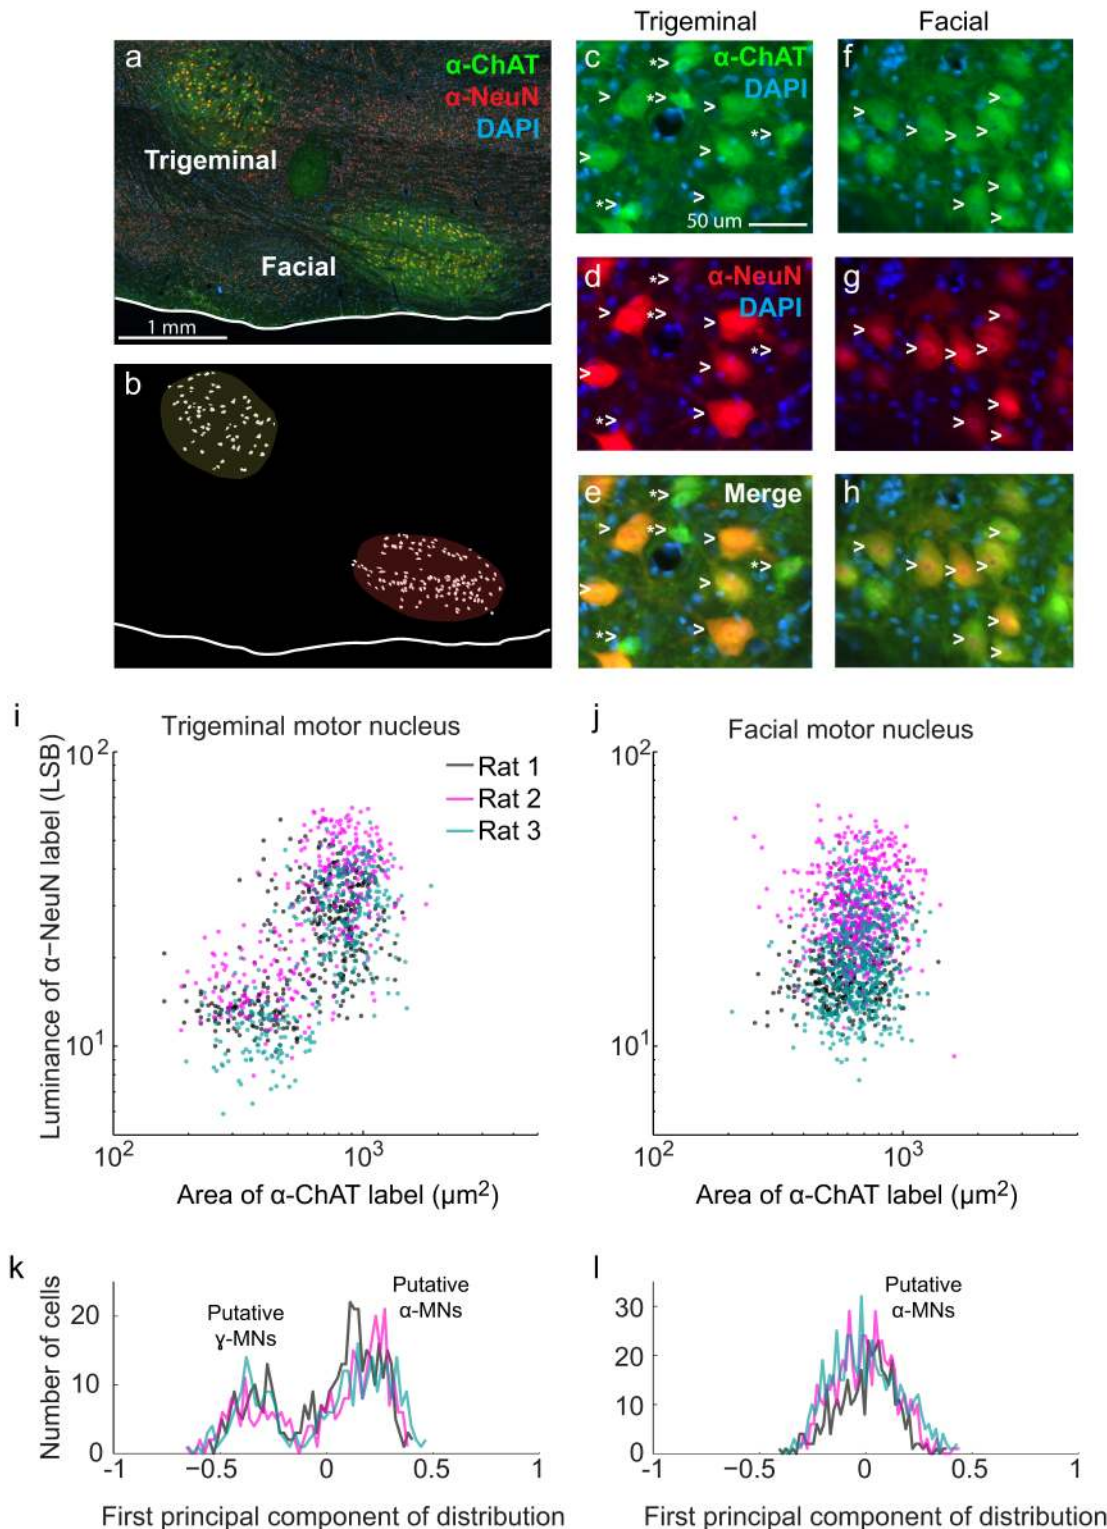 Trigeminal Facial
a
α-ChAT
α-NeuN
DAPI
Trigeminal
Facial
1 mm
b
c
α-ChAT
DAPI
*>
>
*>
>
*>
>
>
>
*>
50 um
f
>
>
>
>
>
>
>
>
d
α-NeuN
DAPI
*>
>
*>
>
*>
>
>
>
*>
g
>
>
>
>
>
>
>
>
e
Merge
*>
>
*>
>
*>
>
>
>
*>
h
>
>
>
>
>
>
>
>
i
Trigeminal motor nucleus
Luminance of α−NeuN label (LSB)
10²
10¹
10² 10³
Area of α-ChAT label (µm²)
Rat 1
Rat 2
Rat 3
j
Facial motor nucleus
10²
10¹
10² 10³
Area of α-ChAT label (µm²)
k
Number of cells
20
10
0
Putative
γ-MNs
Putative
α-MNs
-1 −0.5 0 0.5 1
First principal component of distribution
l
30
20
10
0
Putative
α-MNs
-1 −0.5 0 0.5 1
First principal component of distribution